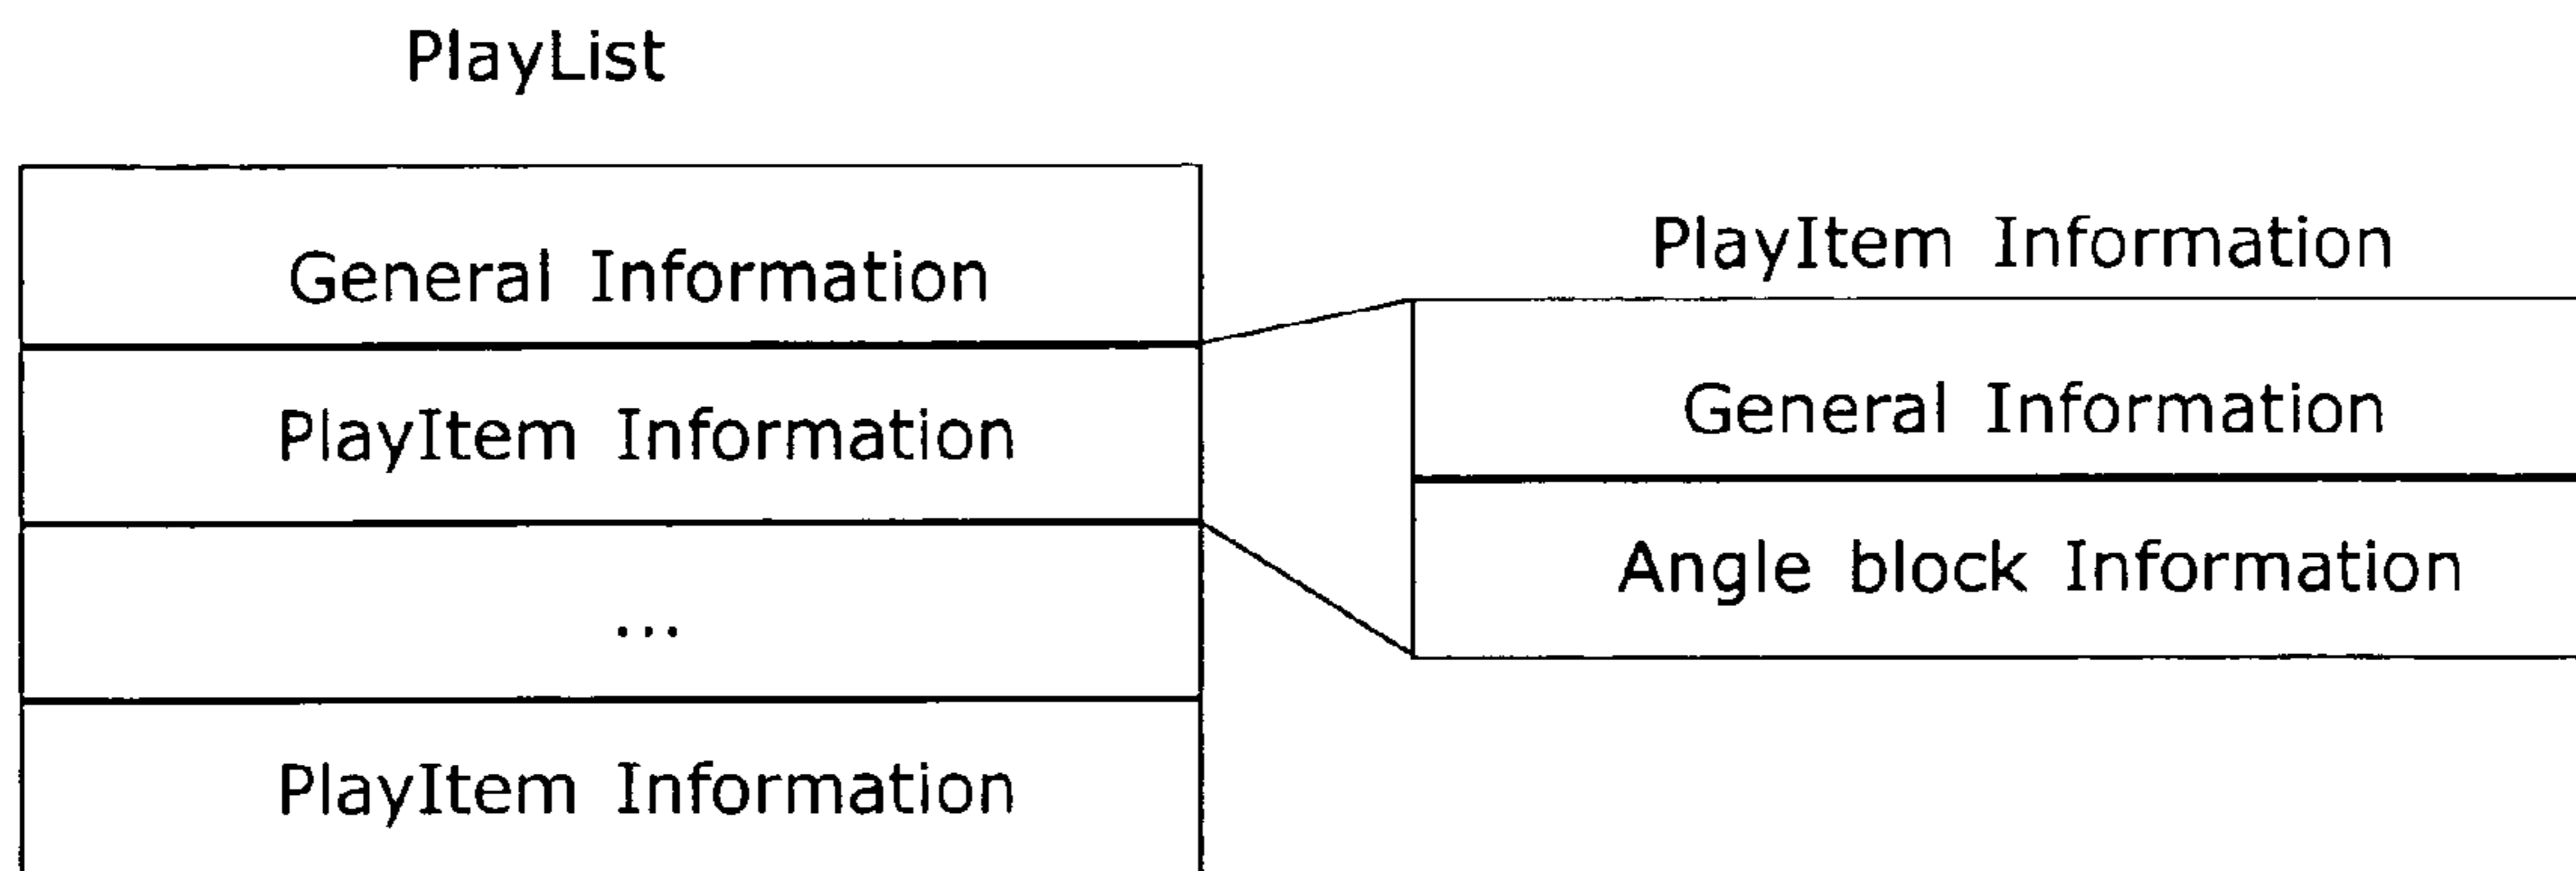 PlayList
General Information
PlayItem Information
...
PlayItem Information
PlayItem Information
General Information
Angle block Information